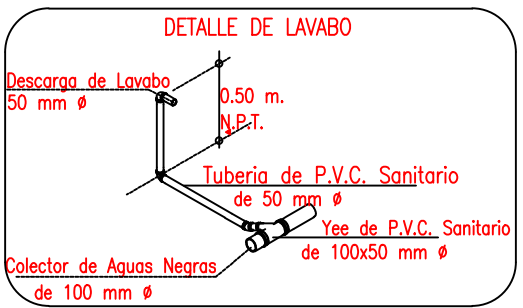 DETALLE DE LAVABO
Descarga de Lavabo
50 mm Ø
0.50 m.
N.P.T.
Tuberia de P.V.C. Sanitario
de 50 mm Ø
Yee de P.V.C. Sanitario
de 100x50 mm Ø
Colector de Aguas Negras
de 100 mm Ø